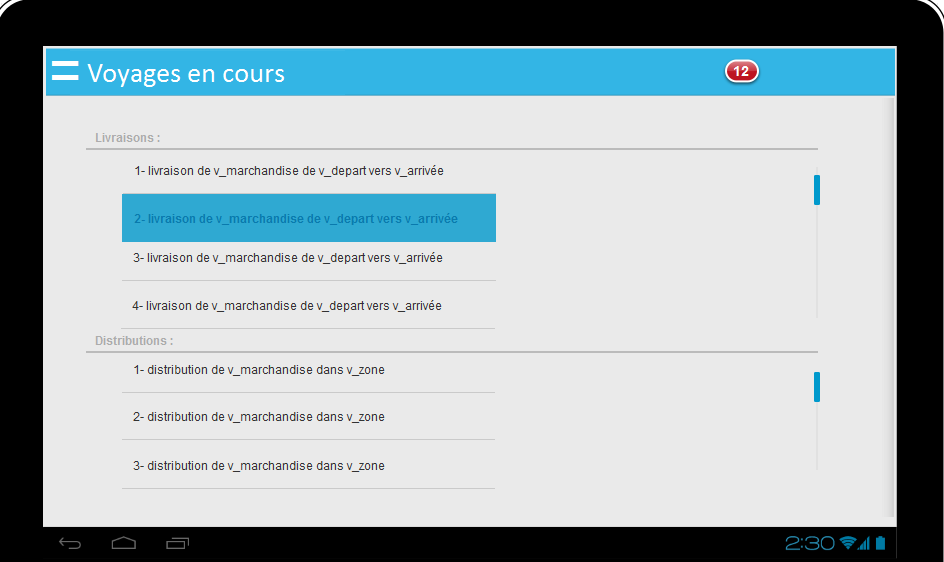 Voyages en cours
12
Livraisons :
1- livraison de v_marchandise de v_depart vers v_arrivée
2- livraison de v_marchandise de v_depart vers v_arrivée
3- livraison de v_marchandise de v_depart vers v_arrivée
4- livraison de v_marchandise de v_depart vers v_arrivée
Distributions :
1- distribution de v_marchandise dans v_zone
2- distribution de v_marchandise dans v_zone
3- distribution de v_marchandise dans v_zone
2:30